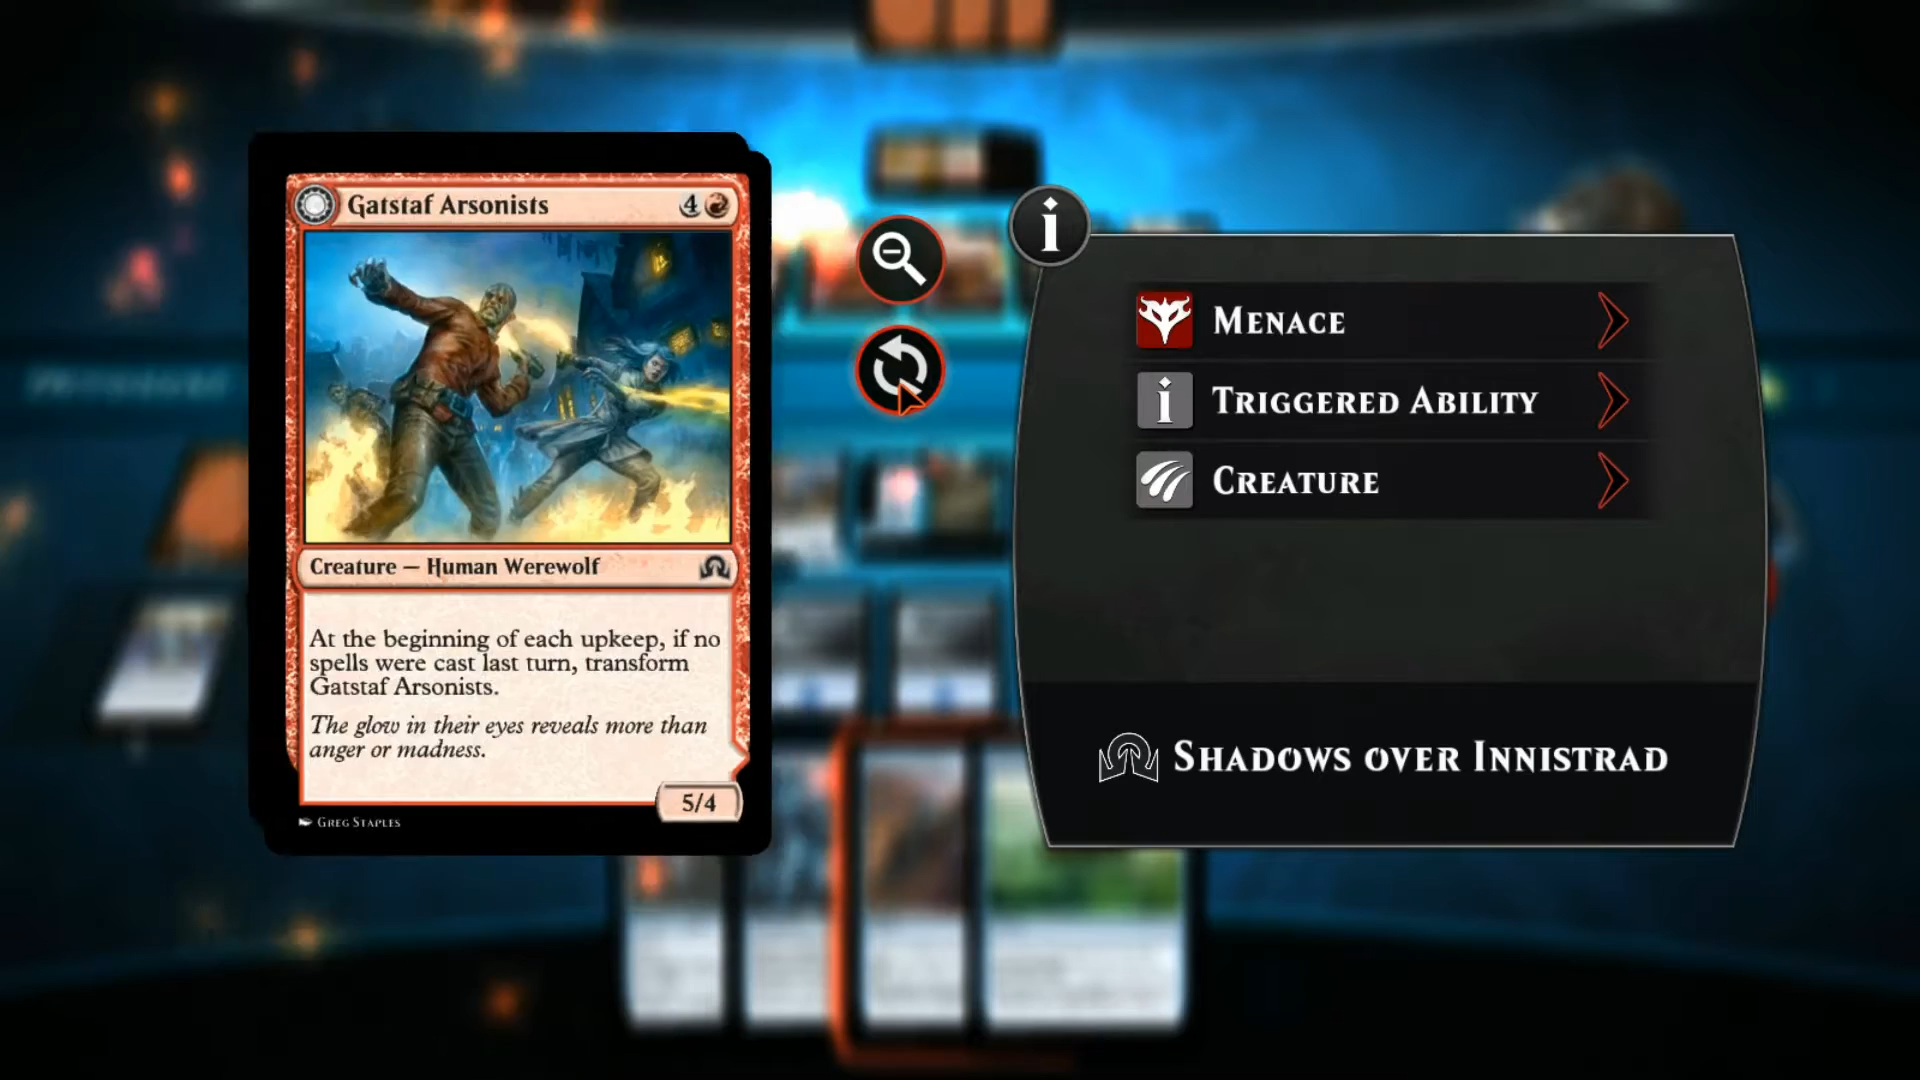 Gatstaf Arsonists 4
Creature — Human Werewolf
At the beginning of each upkeep, if no
spells were cast last turn, transform
Gatstaf Arsonists.
The glow in their eyes reveals more than
anger or madness.
5/4
Greg Staples
Menace
Triggered Ability
Creature
Shadows over Innistrad